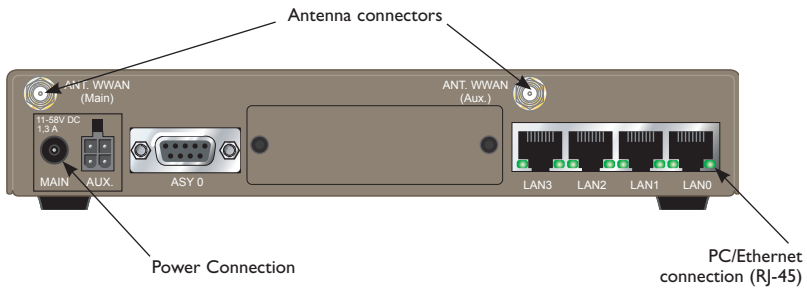 Antenna connectors
ANT. WWAN
(Main)
ANT. WWAN
(Aux.)
11-58V DC
1,3 A
MAIN
AUX.
ASY 0
LAN3
LAN2
LAN1
LAN0
Power Connection
PC/Ethernet
connection (RJ-45)